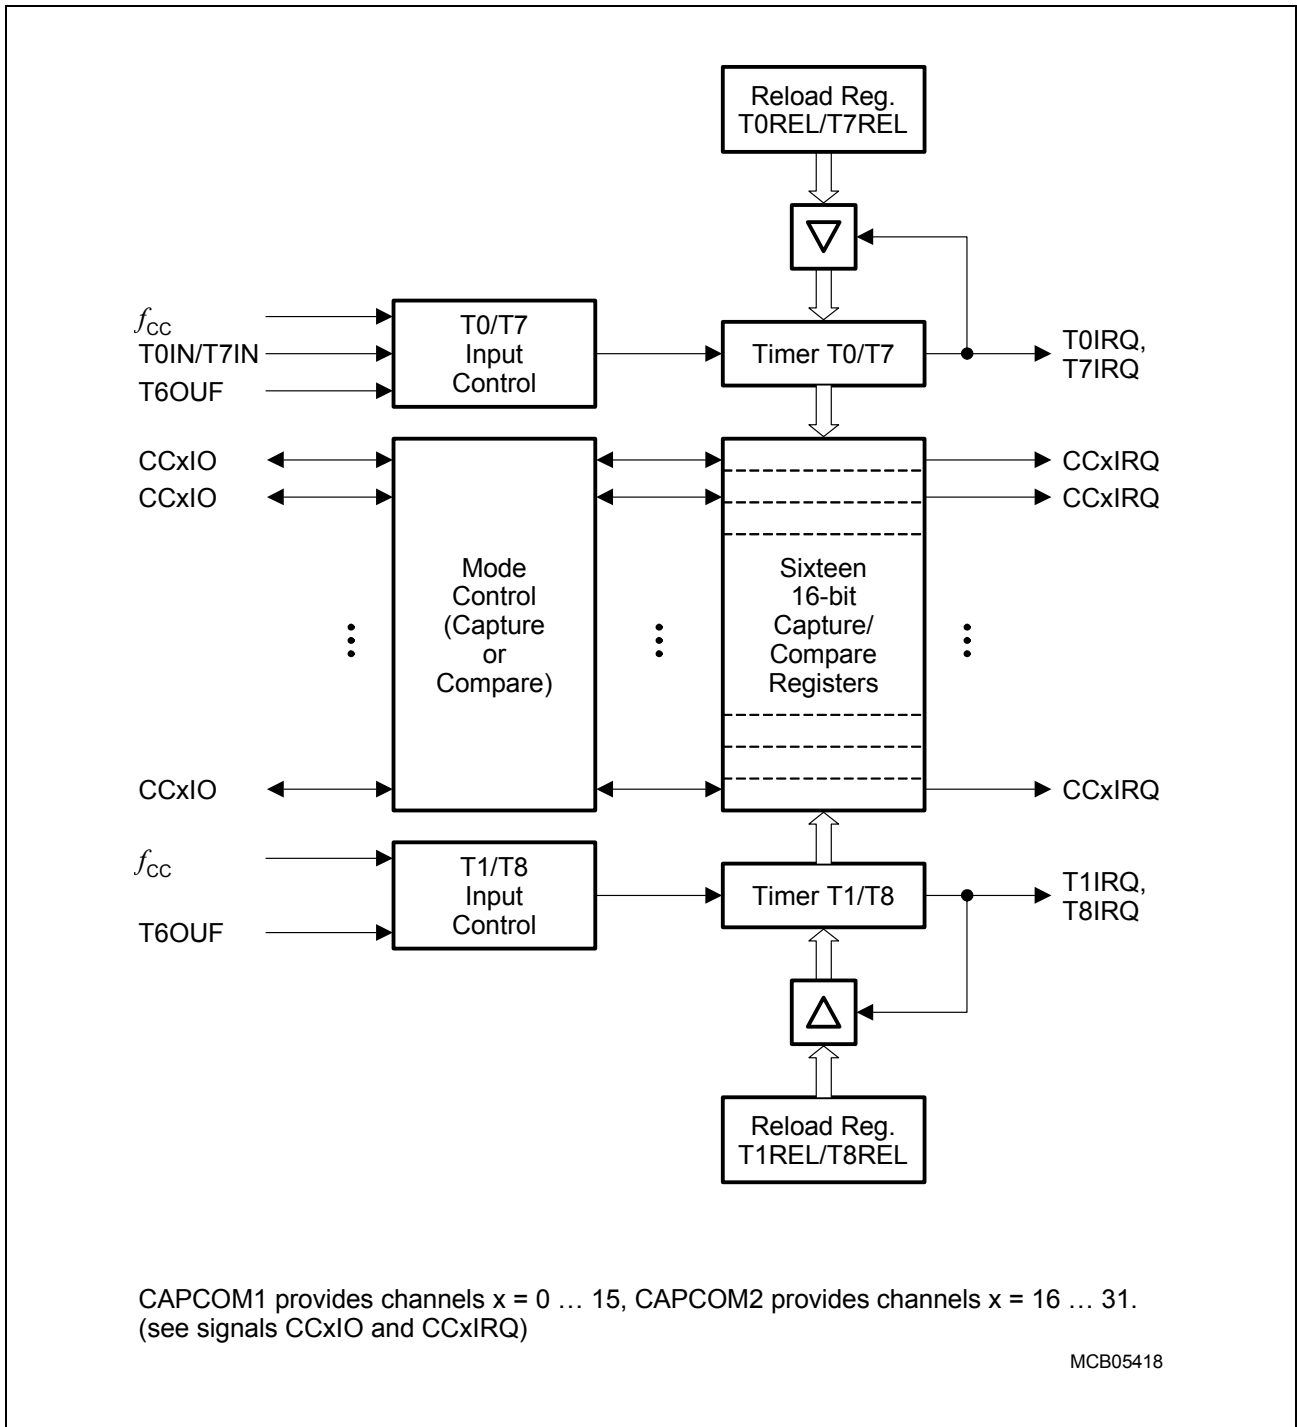 Reload Reg.
T0REL/T7REL
f CC
T0IN/T7IN
T6OUF
T0/T7
Input
Control
Timer T0/T7
T0IRQ,
T7IRQ
CCxIO
CCxIO
CCxIRQ
CCxIRQ
Mode
Control
(Capture
or
Compare)
Sixteen
16-bit
Capture/
Compare
Registers
CCxIO
CCxIRQ
f CC
T6OUF
T1/T8
Input
Control
Timer T1/T8
T1IRQ,
T8IRQ
Reload Reg.
T1REL/T8REL
CAPCOM1 provides channels x = 0 … 15, CAPCOM2 provides channels x = 16 … 31.
(see signals CCxIO and CCxIRQ)
MCB05418